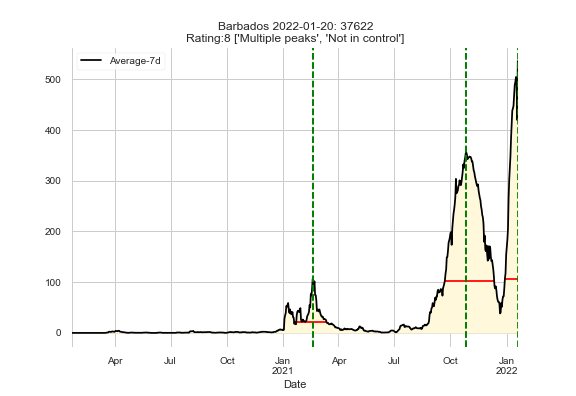 Barbados 2022-01-20: 37622
Rating:8 ['Multiple peaks', 'Not in control']
Average-7d
500
400
300
200
100
0
Apr Jul Oct Jan Apr Jul Oct Jan
2021 2022
Date